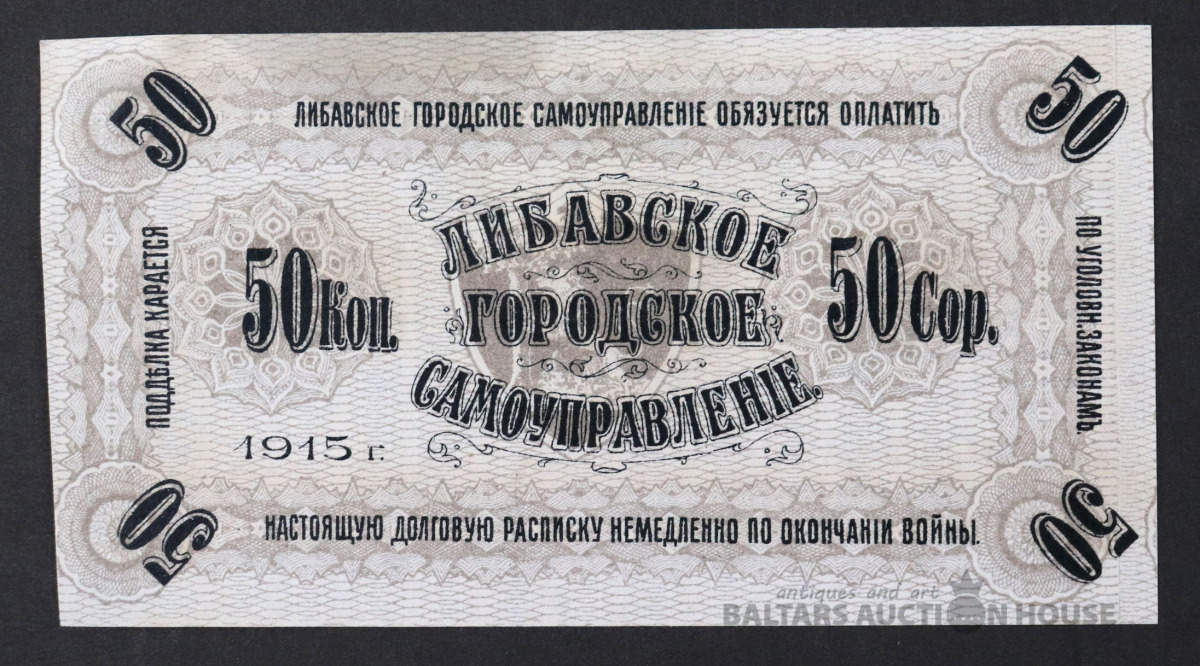 50
50
ЛИБАВСКОЕ ГОРОДСКОЕ САМОУПРАВЛЕНІЕ ОБЯЗУЕТСЯ ОПЛАТИТЬ
ПОДДѢЛКА КАРАЕТСЯ
ЛИБАВСКОЕ
ГОРОДСКОЕ
САМОУПРАВЛЕНІЕ.
50 Коп.
50 Сор.
ПО УГОЛОВН. ЗАКОНАМЪ.
1915 г.
НАСТОЯЩУЮ ДОЛГОВУЮ РАСПИСКУ НЕМЕДЛЕННО ПО ОКОНЧАНІИ ВОЙНЫ.
50
50
antiques and art
BALTARS AUCTION HOUSE